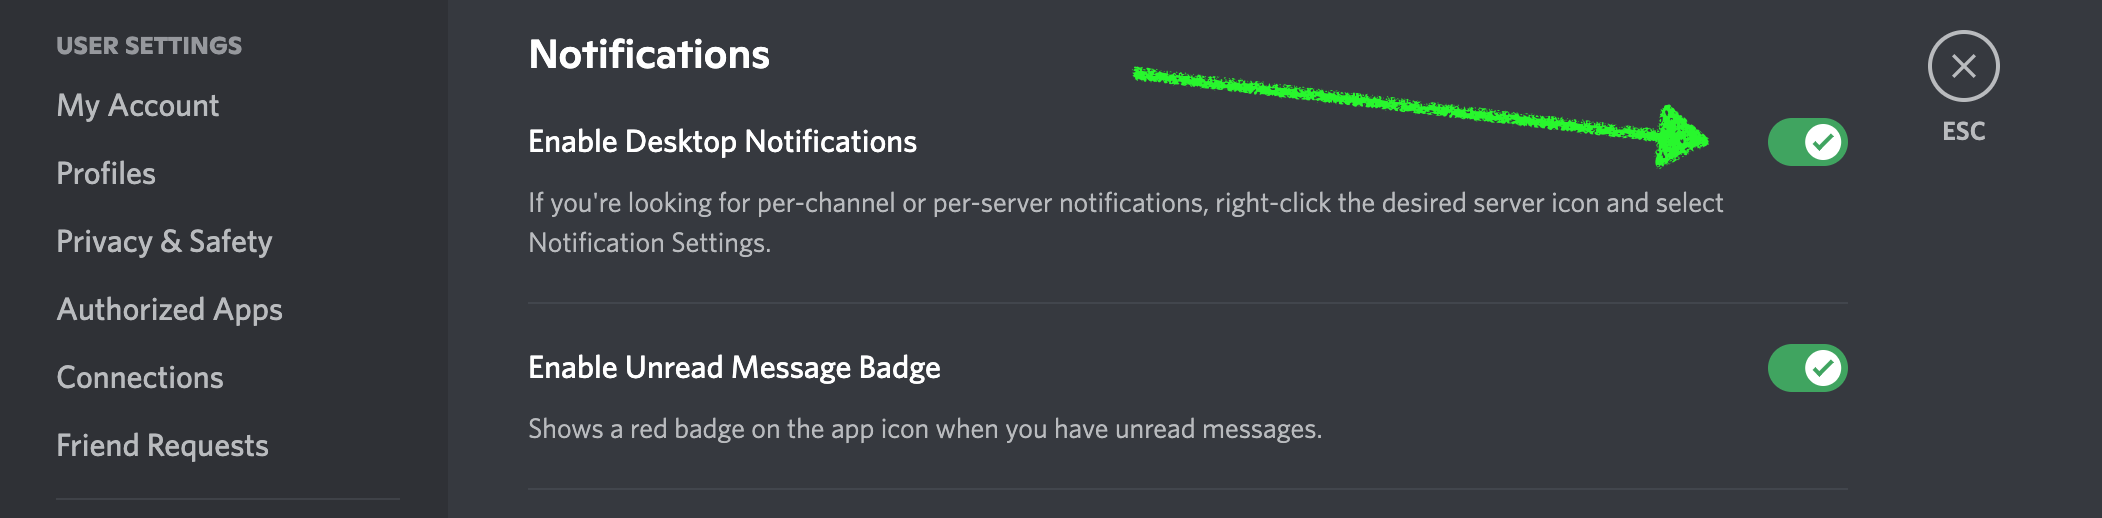 USER SETTINGS
My Account
Profiles
Privacy & Safety
Authorized Apps
Connections
Friend Requests
Notifications
Enable Desktop Notifications
If you're looking for per-channel or per-server notifications, right-click the desired server icon and select
Notification Settings.
Enable Unread Message Badge
Shows a red badge on the app icon when you have unread messages.
ESC